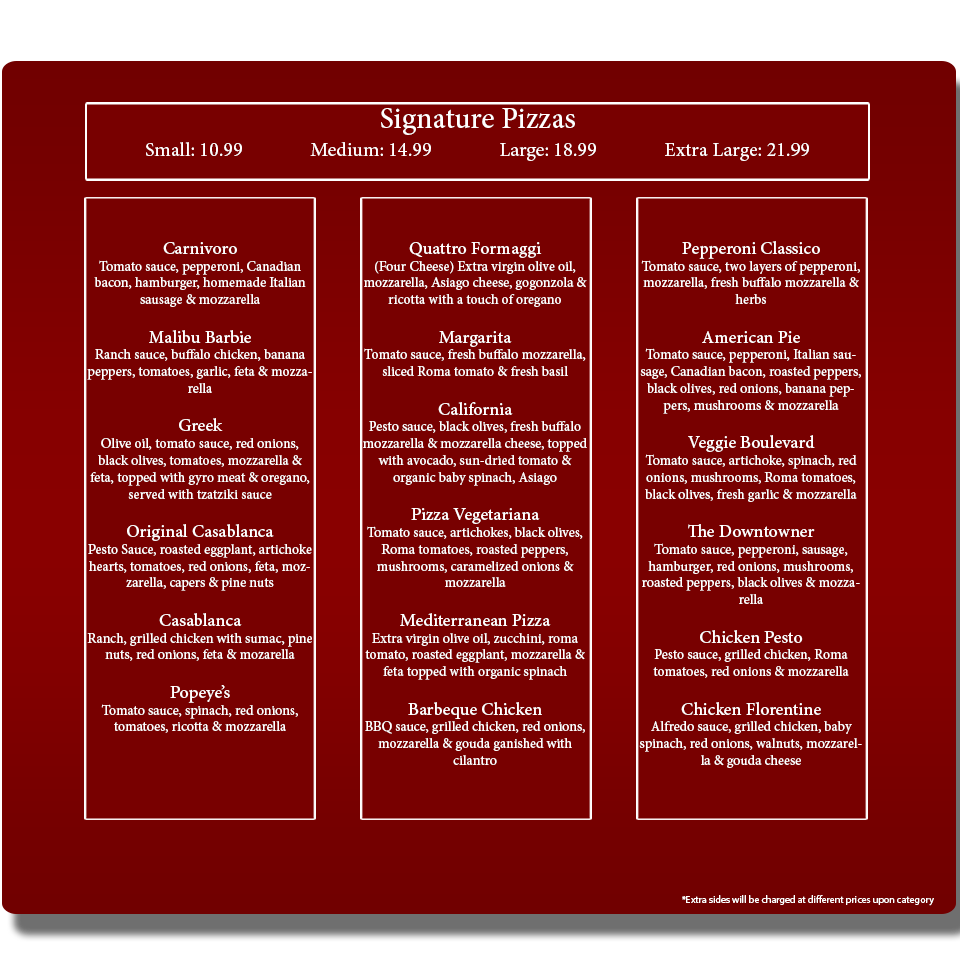 Signature Pizzas
Small: 10.99 Medium: 14.99 Large: 18.99 Extra Large: 21.99
Carnivoro
Tomato sauce, pepperoni, Canadian
bacon, hamburger, homemade Italian
sausage & mozzarella
Malibu Barbie
Ranch sauce, buffalo chicken, banana
peppers, tomatoes, garlic, feta & mozza-
rella
Greek
Olive oil, tomato sauce, red onions,
black olives, tomatoes, mozzarella &
feta, topped with gyro meat & oregano,
served with tzatziki sauce
Original Casablanca
Pesto Sauce, roasted eggplant, artichoke
hearts, tomatoes, red onions, feta, moz-
zarella, capers & pine nuts
Casablanca
Ranch, grilled chicken with sumac, pine
nuts, red onions, feta & mozarella
Popeye’s
Tomato sauce, spinach, red onions,
tomatoes, ricotta & mozzarella
Quattro Formaggi
(Four Cheese) Extra virgin olive oil,
mozzarella, Asiago cheese, gogonzola &
ricotta with a touch of oregano
Margarita
Tomato sauce, fresh buffalo mozzarella,
sliced Roma tomato & fresh basil
California
Pesto sauce, black olives, fresh buffalo
mozzarella & mozzarella cheese, topped
with avocado, sun-dried tomato &
organic baby spinach, Asiago
Pizza Vegetariana
Tomato sauce, artichokes, black olives,
Roma tomatoes, roasted peppers,
mushrooms, caramelized onions &
mozzarella
Mediterranean Pizza
Extra virgin olive oil, zucchini, roma
tomato, roasted eggplant, mozzarella &
feta topped with organic spinach
Barbeque Chicken
BBQ sauce, grilled chicken, red onions,
mozzarella & gouda ganished with
cilantro
Pepperoni Classico
Tomato sauce, two layers of pepperoni,
mozzarella, fresh buffalo mozzarella &
herbs
American Pie
Tomato sauce, pepperoni, Italian sau-
sage, Canadian bacon, roasted peppers,
black olives, red onions, banana pep-
pers, mushrooms & mozzarella
Veggie Boulevard
Tomato sauce, artichoke, spinach, red
onions, mushrooms, Roma tomatoes,
black olives, fresh garlic & mozzarella
The Downtowner
Tomato sauce, pepperoni, sausage,
hamburger, red onions, mushrooms,
roasted peppers, black olives & mozza-
rella
Chicken Pesto
Pesto sauce, grilled chicken, Roma
tomatoes, red onions & mozzarella
Chicken Florentine
Alfredo sauce, grilled chicken, baby
spinach, red onions, walnuts, mozzarel-
la & gouda cheese
*Extra sides will be charged at different prices upon category